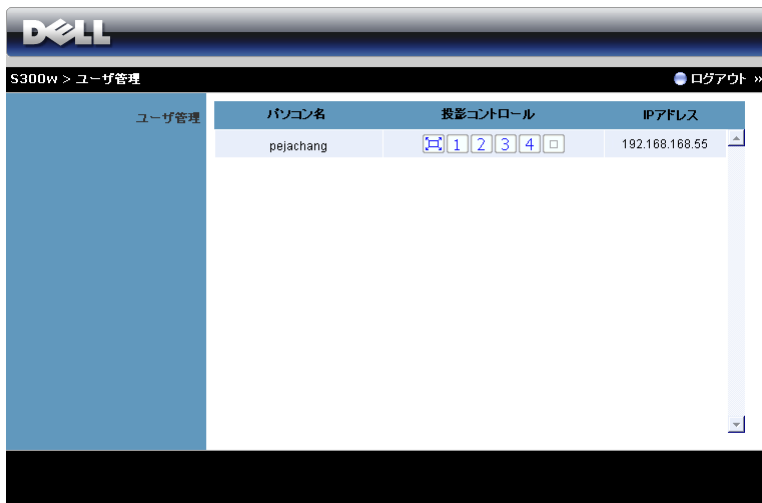 DELL
S300w > ユーザ管理
ログアウト »
ユーザ管理
パソコン名 投影コントロール IPアドレス
pejachang 1 2 3 4 192.168.168.55